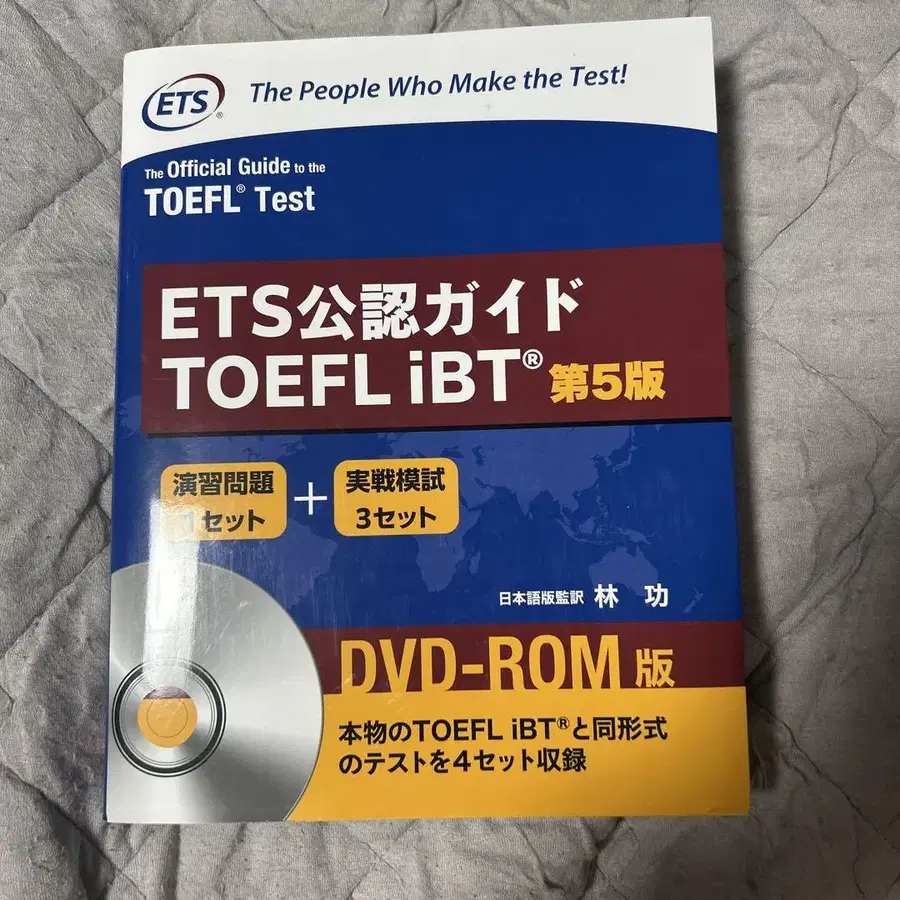 ETS®
The People Who Make the Test!
The Official Guide to the
TOEFL® Test
ETS公認ガイド
TOEFL iBT® 第5版
演習問題
1セット
+
実戦模試
3セット
日本語版監訳 林 功
DVD-ROM 版
本物のTOEFL iBT®と同形式
のテストを4セット収録